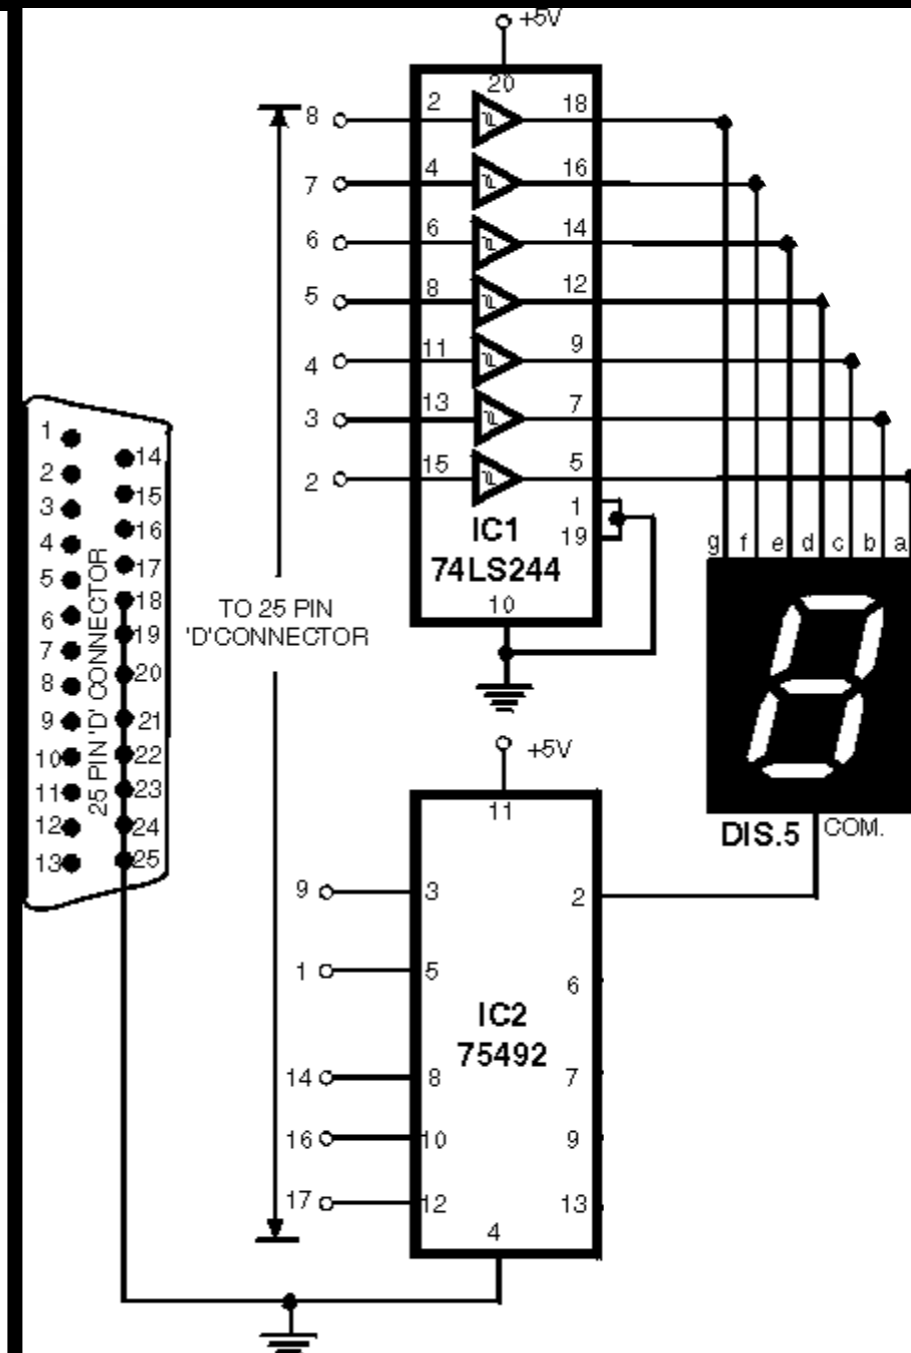 +5V
20
8 2 18
7 4 16
6 6 14
5 8 12
4 11 9
3 13 7
2 15 5
1
19
IC1
74LS244
10
g f e d c b a
TO 25 PIN
'D'CONNECTOR
1
2
3
4
5
6
7
8
9
10
11
12
13
25 PIN 'D' CONNECTOR
14
15
16
17
18
19
20
21
22
23
24
25
+5V
11
DIS.5 COM.
9 3 2
1 5 6
IC2
75492
14 8 7
16 10 9
17 12 13
4